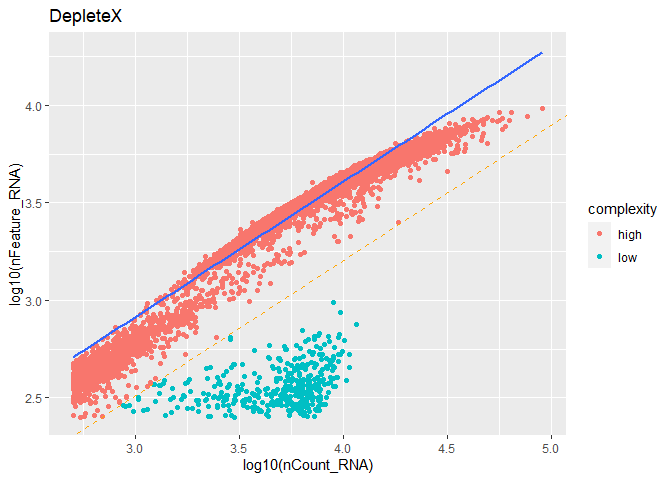 DepleteX
log10(nFeature_RNA)
4.0
3.5
3.0
2.5
3.0 3.5 4.0 4.5 5.0
log10(nCount_RNA)
complexity
high
low